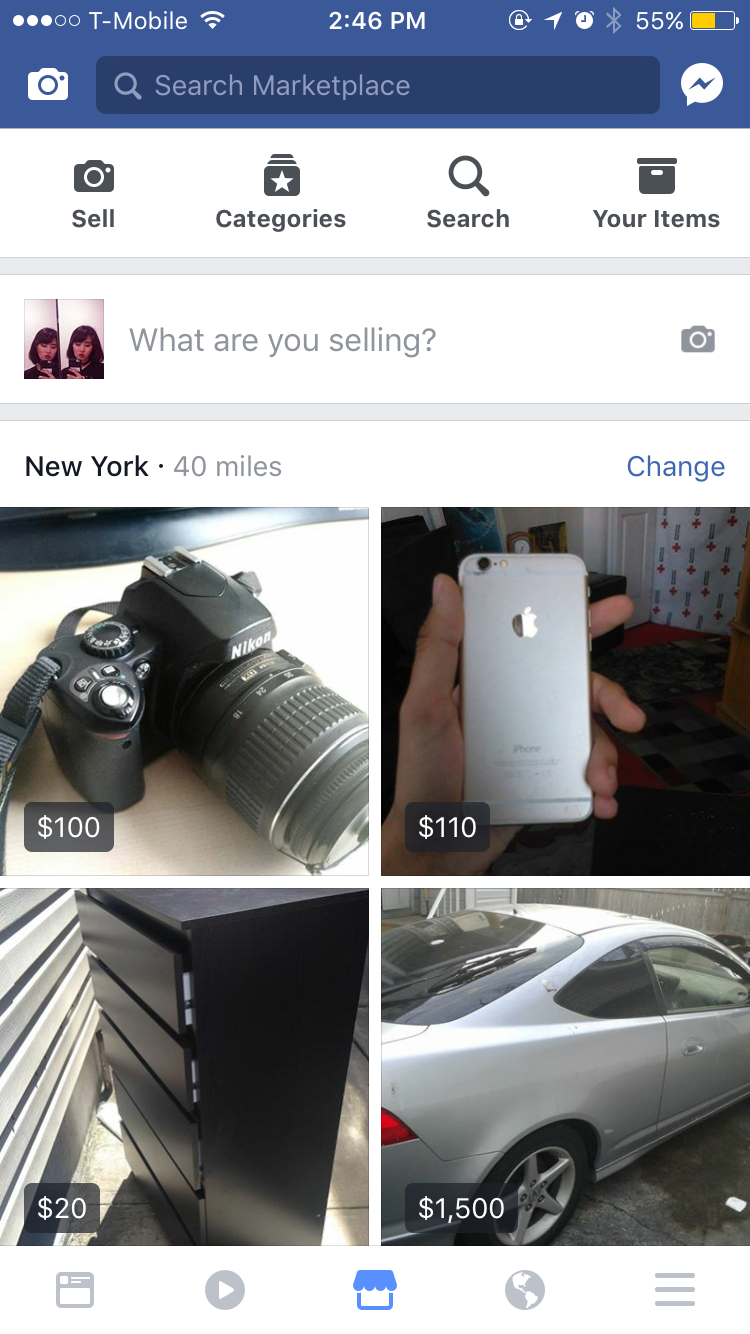 T-Mobile 2:46 PM 55%
Search Marketplace
Sell Categories Search Your Items
What are you selling?
New York · 40 miles Change
Nikon
$100
iPhone
$110
$20
$1,500